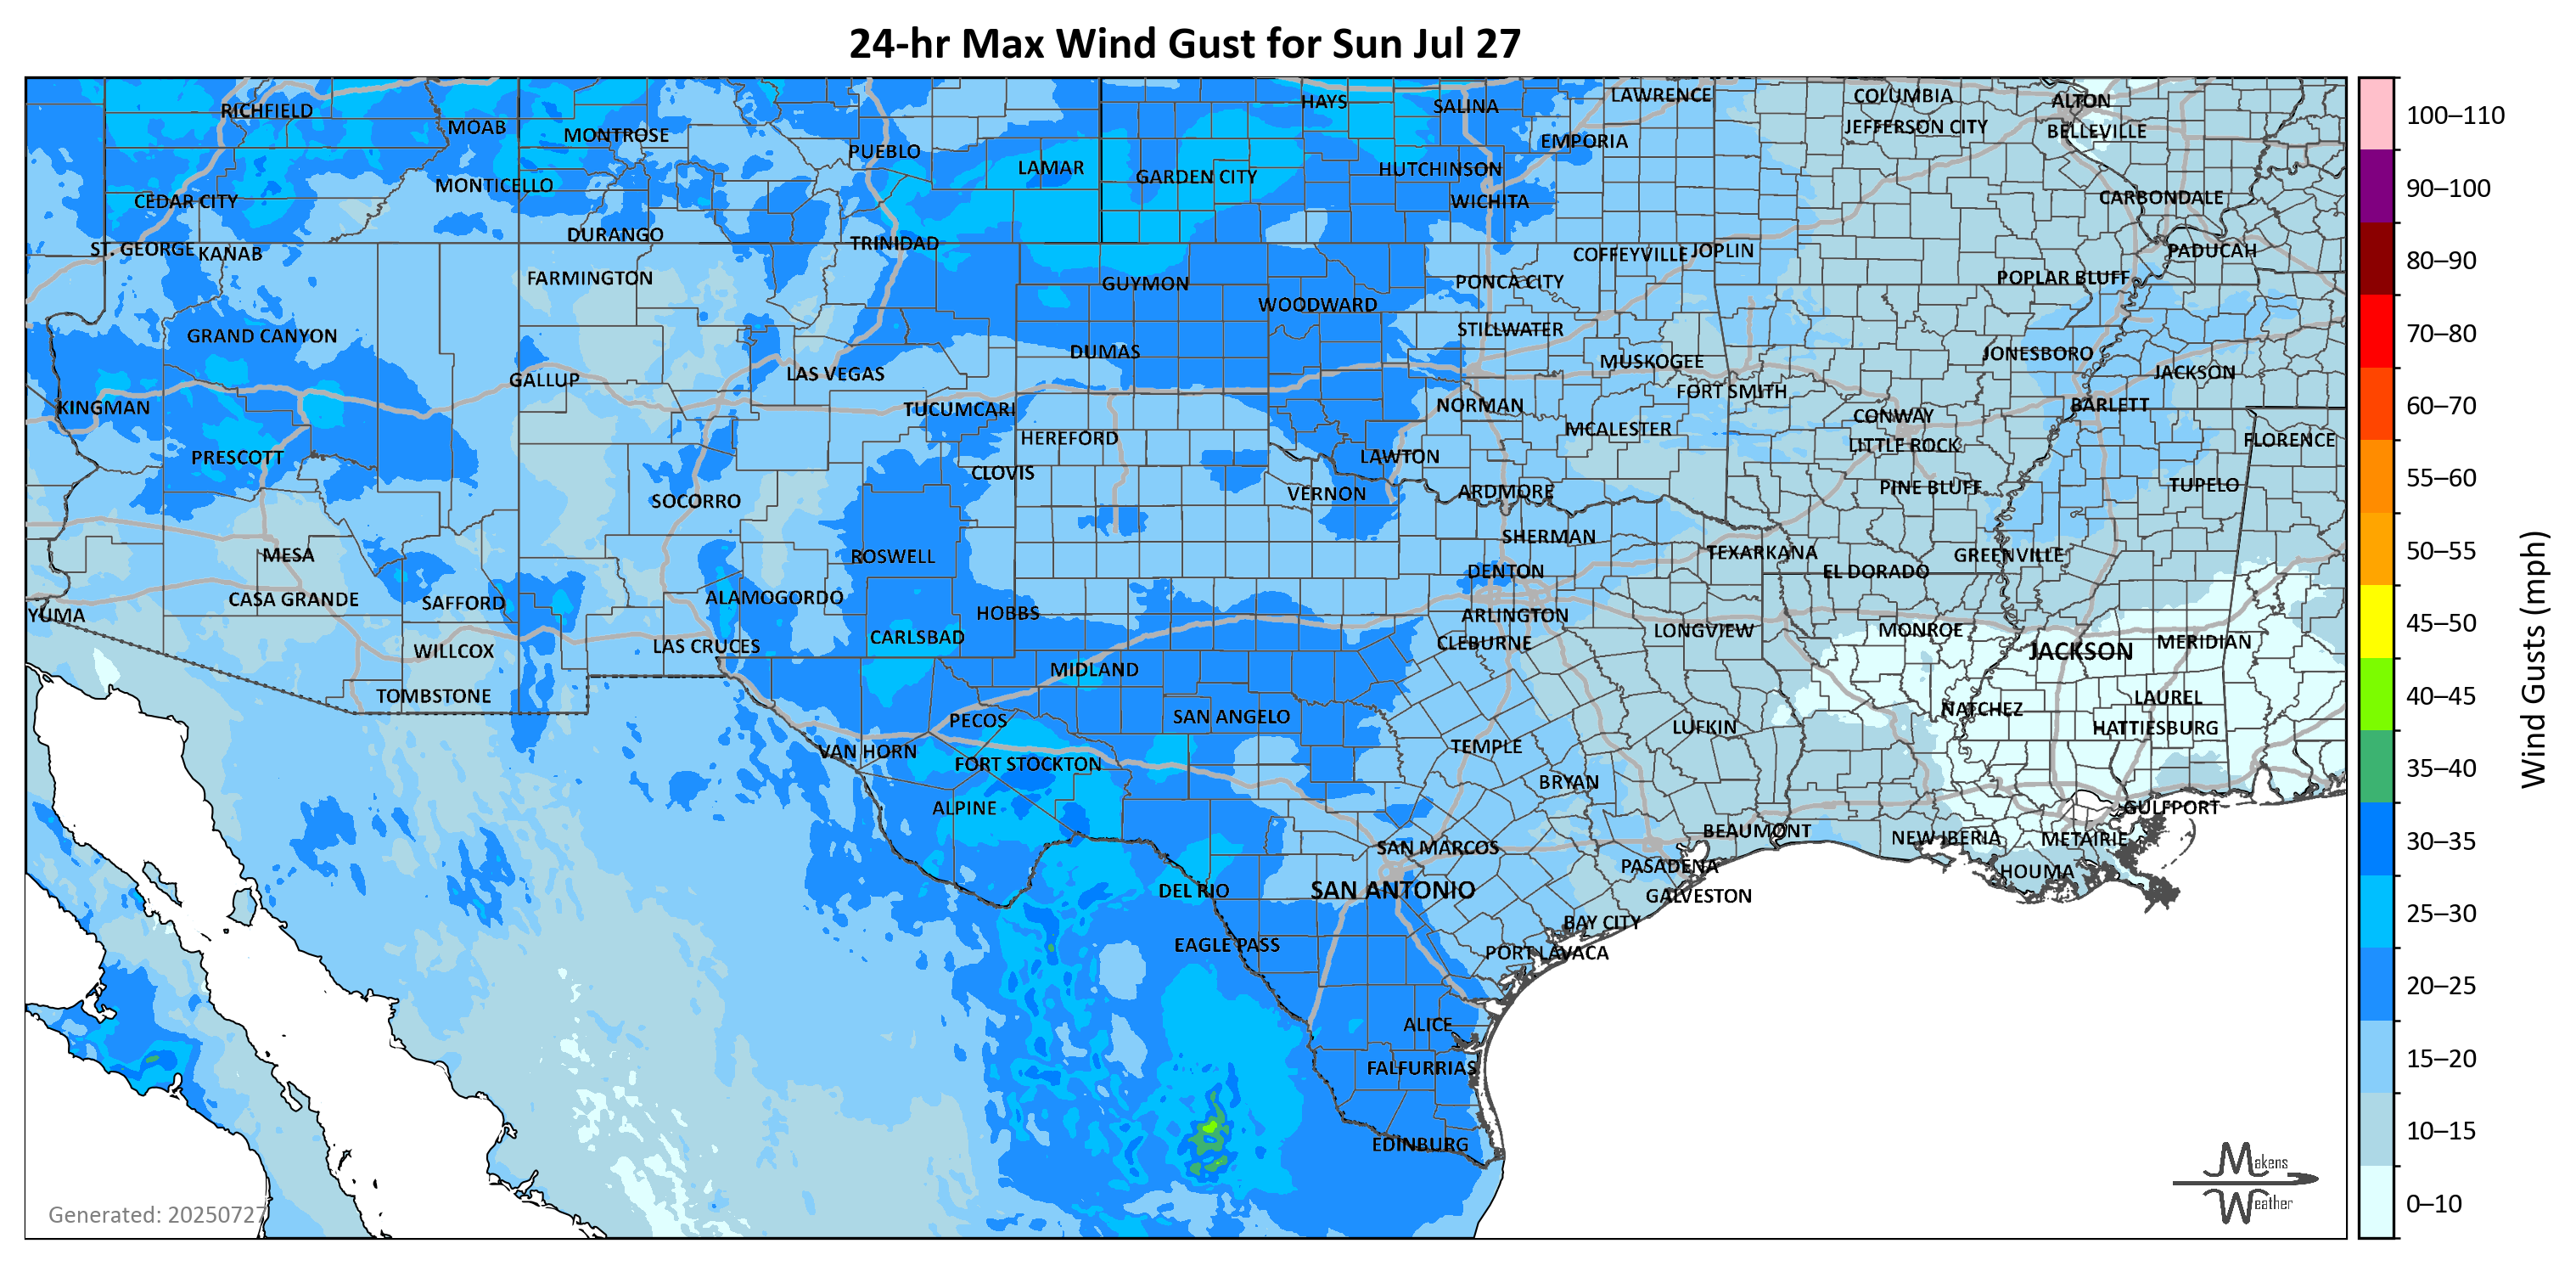 24-hr Max Wind Gust for Sun Jul 27
RICHFIELD
MOAB
MONTROSE
PUEBLO
LAMAR
HAYS
SALINA
LAWRENCE
COLUMBIA
ALTON
JEFFERSON CITY
BELLEVILLE
EMPORIA
GARDEN CITY
HUTCHINSON
MONTICELLO
CEDAR CITY
WICHITA
CARBONDALE
DURANGO
TRINIDAD
ST. GEORGE
KANAB
COFFEYVILLE
JOPLIN
PADUCAH
FARMINGTON
GUYMON
PONCA CITY
POPLAR BLUFF
WOODWARD
GRAND CANYON
STILLWATER
DUMAS
MUSKOGEE
JONESBORO
JACKSON
GALLUP
LAS VEGAS
FORT SMITH
KINGMAN
TUCUMCARI
NORMAN
CONWAY
BARLETT
HEREFORD
MCALESTER
LITTLE ROCK
FLORENCE
PRESCOTT
CLOVIS
LAWTON
SOCORRO
VERNON
ARDMORE
PINE BLUFF
TUPELO
MESA
ROSWELL
SHERMAN
TEXARKANA
GREENVILLE
DENTON
EL DORADO
CASA GRANDE
SAFFORD
ALAMOGORDO
HOBBS
YUMA
ARLINGTON
WILLCOX
LAS CRUCES
CARLSBAD
CLEBURNE
LONGVIEW
MONROE
JACKSON
MERIDIAN
MIDLAND
TOMBSTONE
LAUREL
PECOS
SAN ANGELO
NATCHEZ
LUFKIN
HATTIESBURG
VAN HORN
TEMPLE
FORT STOCKTON
BRYAN
ALPINE
GULFPORT
BEAUMONT
NEW IBERIA
METAIRIE
SAN MARCOS
PASADENA
HOUMA
DEL RIO
SAN ANTONIO
GALVESTON
BAY CITY
EAGLE PASS
PORT LAVACA
ALICE
FALFURRIAS
EDINBURG
Generated: 20250727
Makens
Weather
100–110
90–100
80–90
70–80
60–70
55–60
50–55
45–50
40–45
35–40
30–35
25–30
20–25
15–20
10–15
0–10
Wind Gusts (mph)